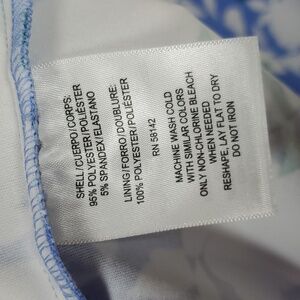 SHELL/CUERPO/CORPS:
95% POLYESTER/POLIÉSTER
5% SPANDEX/ELASTANO
LINING/FORRO/DOUBLURE:
100% POLYESTER/POLIÉSTER
RN 58142
MACHINE WASH COLD
WITH SIMILAR COLORS
ONLY NON-CHLORINE BLEACH
WHEN NEEDED
RESHAPE, LAY FLAT TO DRY
DO NOT IRON